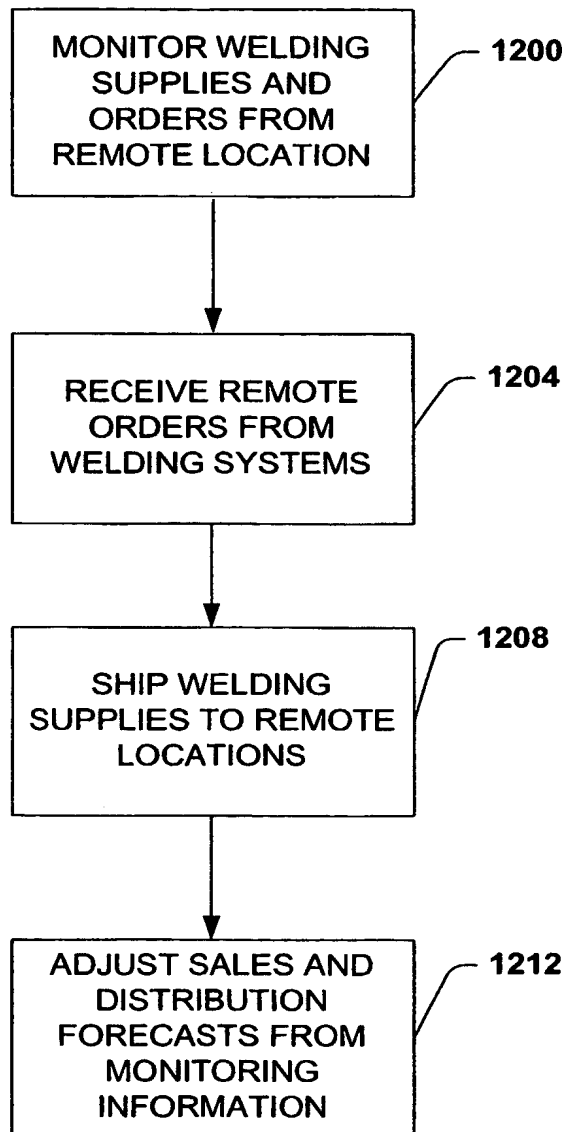 MONITOR WELDING
SUPPLIES AND
ORDERS FROM
REMOTE LOCATION
1200
RECEIVE REMOTE
ORDERS FROM
WELDING SYSTEMS
1204
SHIP WELDING
SUPPLIES TO REMOTE
LOCATIONS
1208
ADJUST SALES AND
DISTRIBUTION
FORECASTS FROM
MONITORING
INFORMATION
1212